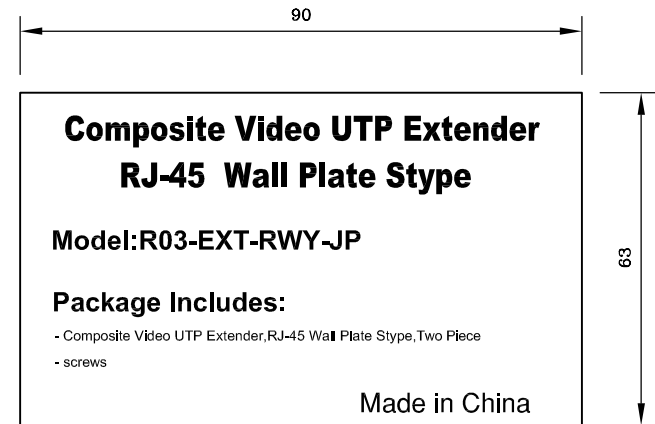 90
Composite Video UTP Extender
RJ-45 Wall Plate Stype
63
Model:R03-EXT-RWY-JP
Package Includes:
- Composite Video UTP Extender,RJ-45 Wall Plate Stype,Two Piece
- screws
Made in China